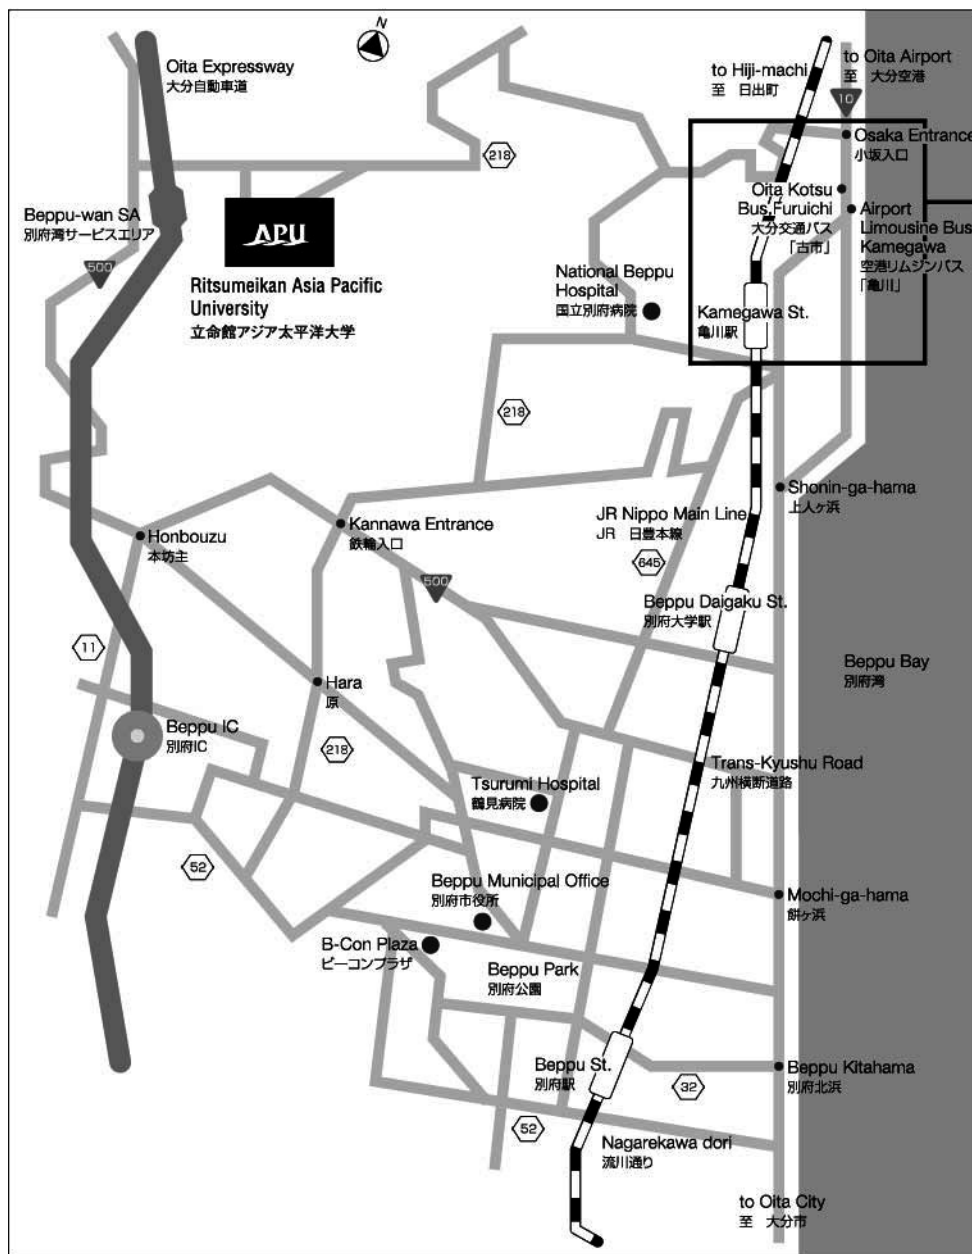 N
Oita Expressway
大分自動車道
to Hiji-machi
至 日出町
to Oita Airport
至 大分空港
10
218
Osaka Entrance
小坂入口
Beppu-wan SA
別府湾サービスエリア
500
APU
Ritsumeikan Asia Pacific
University
立命館アジア太平洋大学
Oita Kotsu
Bus Furuichi
大分交通バス
「古市」
Airport
Limousine Bus
Kamegawa
空港リムジンバス
「亀川」
National Beppu
Hospital
国立別府病院
Kamegawa St.
亀川駅
218
Shonin-ga-hama
上人ヶ浜
Honbouzu
本坊主
Kannawa Entrance
鉄輪入口
JR Nippo Main Line
JR 日豊本線
645
500
Beppu Daigaku St.
別府大学駅
11
Hara
原
Beppu Bay
別府湾
Beppu IC
別府IC
218
Trans-Kyushu Road
九州横断道路
Tsurumi Hospital
鶴見病院
52
Beppu Municipal Office
別府市役所
Mochi-ga-hama
餅ヶ浜
B-Con Plaza
ビーコンプラザ
Beppu Park
別府公園
Beppu St.
別府駅
Beppu Kitahama
別府北浜
32
52
Nagarekawa dori
流川通り
to Oita City
至 大分市